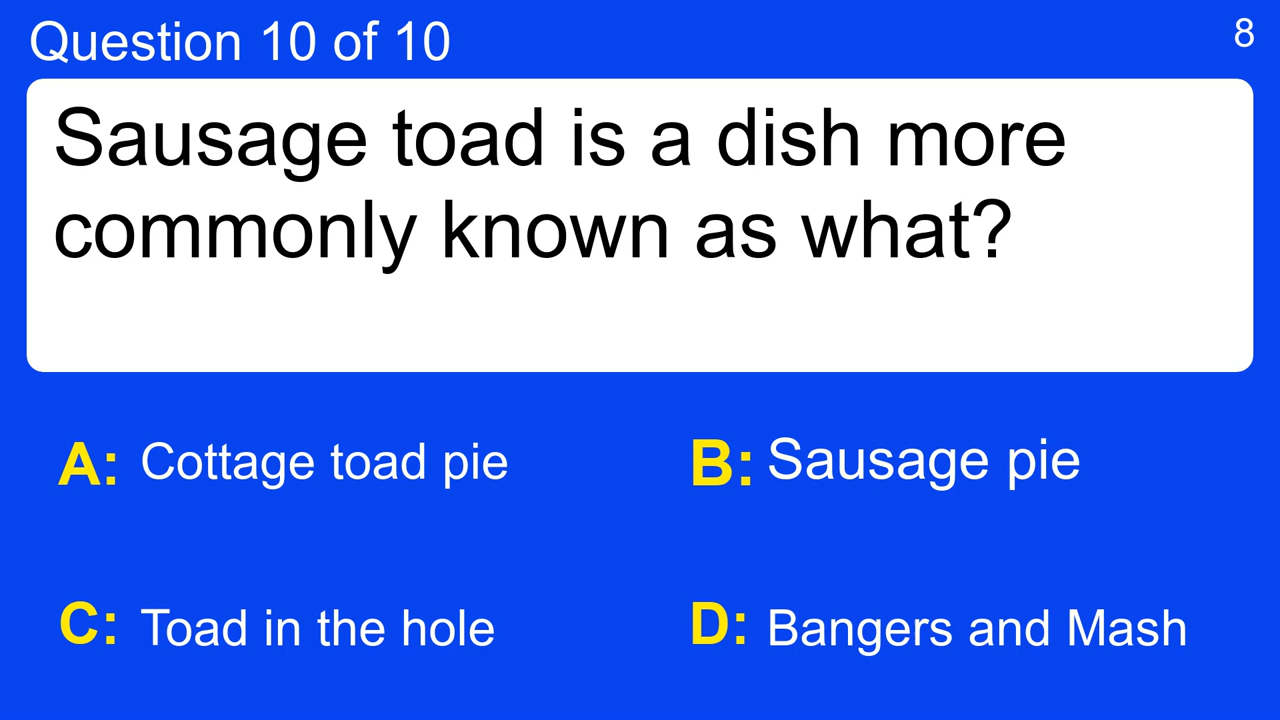 Question 10 of 10
8
Sausage toad is a dish more
commonly known as what?
A: Cottage toad pie
B: Sausage pie
C: Toad in the hole
D: Bangers and Mash